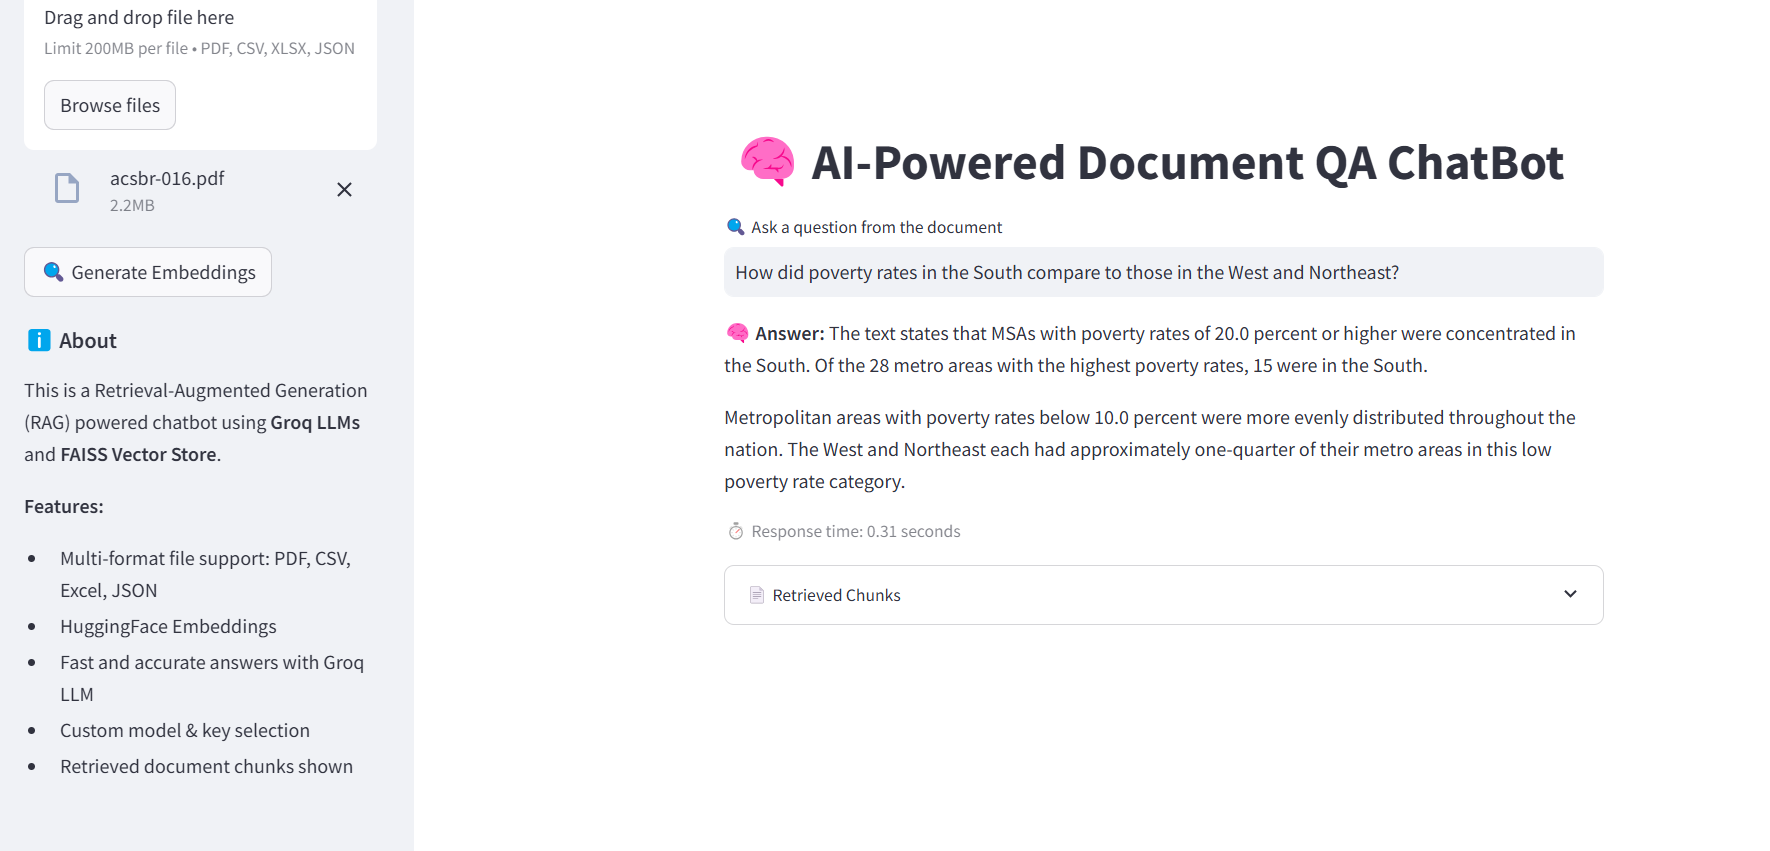 Drag and drop file here
Limit 200MB per file • PDF, CSV, XLSX, JSON
Browse files
acsbr-016.pdf
2.2MB
Generate Embeddings
About
This is a Retrieval-Augmented Generation
(RAG) powered chatbot using Groq LLMs
and FAISS Vector Store.
Features:
• Multi-format file support: PDF, CSV,
Excel, JSON
• HuggingFace Embeddings
• Fast and accurate answers with Groq
LLM
• Custom model & key selection
• Retrieved document chunks shown
AI-Powered Document QA ChatBot
Ask a question from the document
How did poverty rates in the South compare to those in the West and Northeast?
Answer: The text states that MSAs with poverty rates of 20.0 percent or higher were concentrated in
the South. Of the 28 metro areas with the highest poverty rates, 15 were in the South.
Metropolitan areas with poverty rates below 10.0 percent were more evenly distributed throughout the
nation. The West and Northeast each had approximately one-quarter of their metro areas in this low
poverty rate category.
Response time: 0.31 seconds
Retrieved Chunks